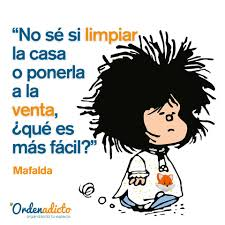 “No sé si limpiar
la casa
o ponerla
a la
venta,
¿qué es
más fácil?”
Mafalda
Ordenadicto